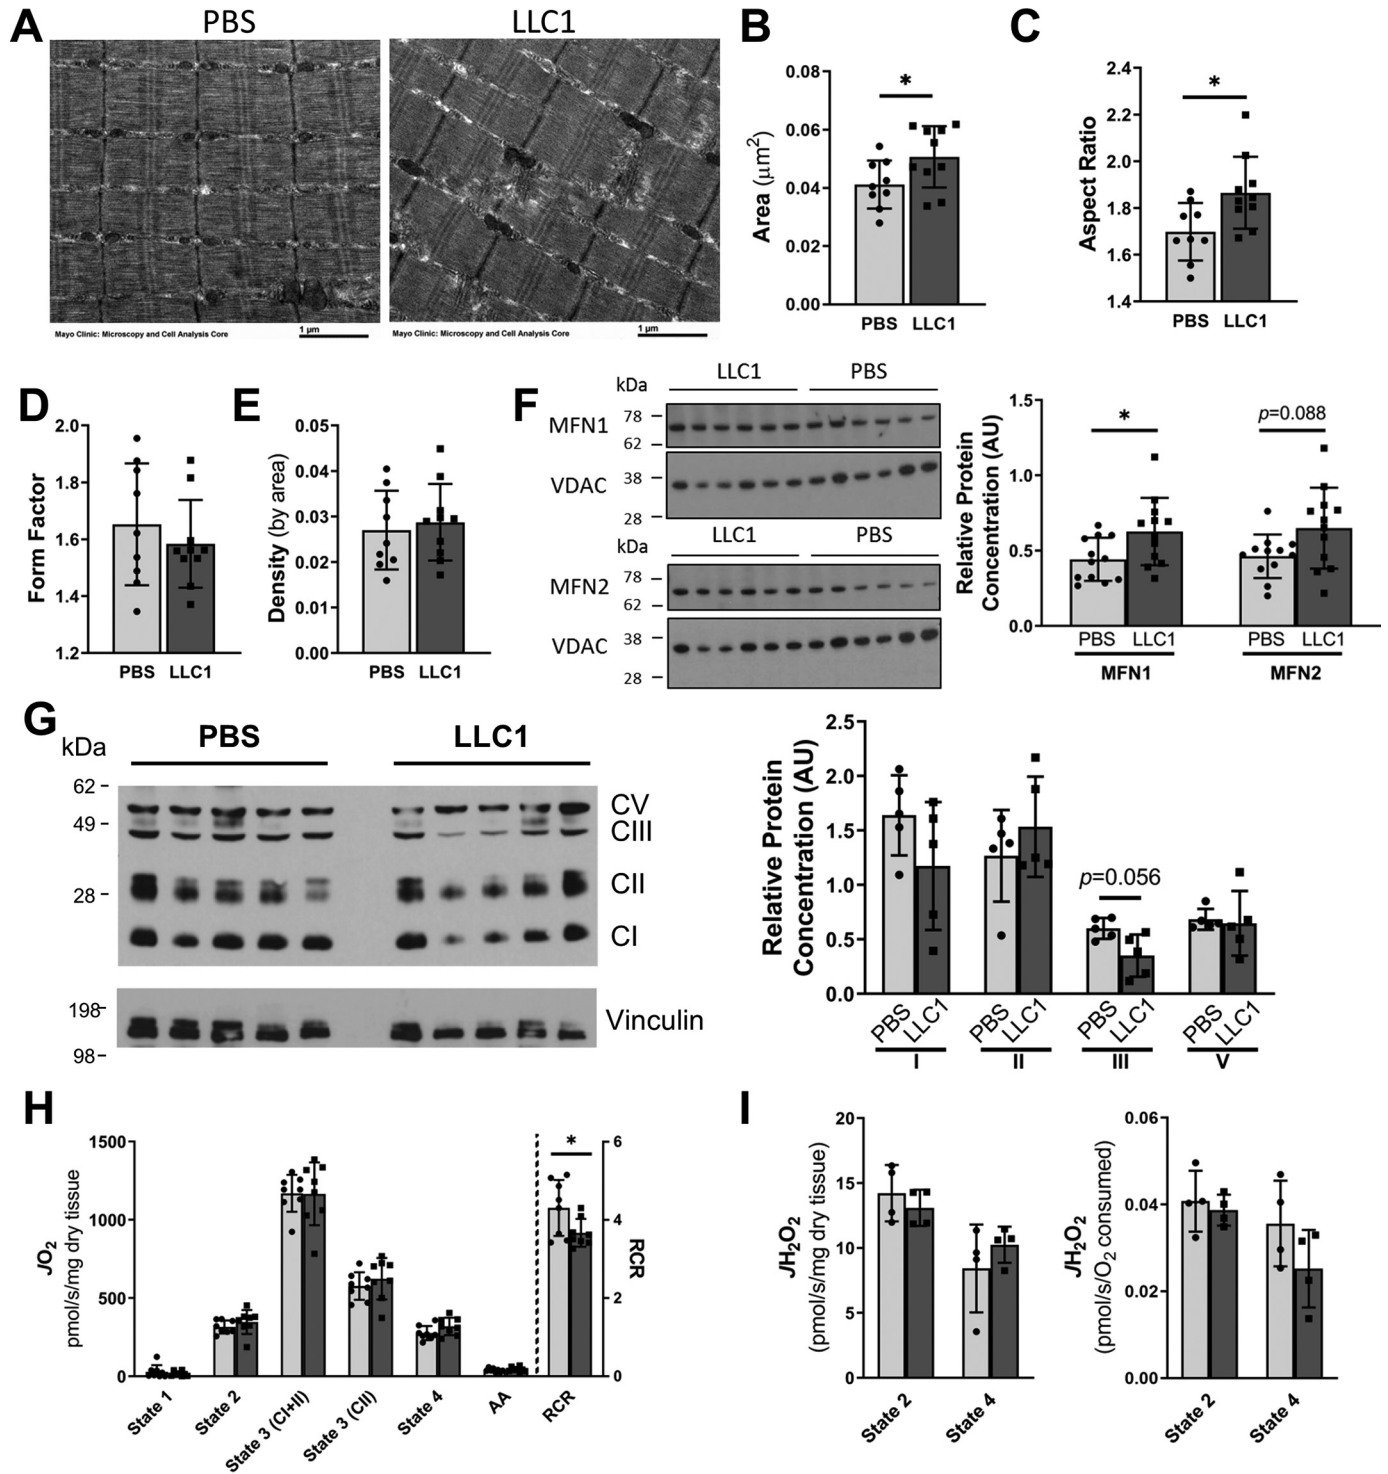 A
PBS
LLC1
Mayo Clinic: Microscopy and Cell Analysis Core
1 μm
Mayo Clinic: Microscopy and Cell Analysis Core
1 μm
B
Area (μm²)
0.08
0.06
0.04
0.02
0.00
*
PBS LLC1
C
Aspect Ratio
2.4
2.2
2.0
1.8
1.6
1.4
*
PBS LLC1
D
Form Factor
2.0
1.8
1.6
1.4
1.2
PBS LLC1
E
Density (by area)
0.05
0.04
0.03
0.02
0.01
0.00
PBS LLC1
F
kDa
LLC1
PBS
MFN1
78
62
VDAC
38
28
kDa
LLC1
PBS
MFN2
78
62
VDAC
38
28
Relative Protein
Concentration (AU)
1.5
1.0
0.5
0.0
*
p=0.088
PBS LLC1
PBS LLC1
MFN1
MFN2
G
kDa
PBS
LLC1
62
49
28
CV
CIII
CII
CI
198
98
Vinculin
Relative Protein
Concentration (AU)
2.5
2.0
1.5
1.0
0.5
0.0
p=0.056
PBS
LLC1
PBS
LLC1
PBS
LLC1
PBS
LLC1
I
II
III
V
H
JO₂
pmol/s/mg dry tissue
1500
1000
500
0
*
6
4
2
0
RCR
State 1
State 2
State 3 (CI+II)
State 3 (CII)
State 4
AA
RCR
I
JH₂O₂
(pmol/s/mg dry tissue)
20
15
10
5
0
State 2
State 4
JH₂O₂
(pmol/s/O₂ consumed)
0.06
0.04
0.02
0.00
State 2
State 4